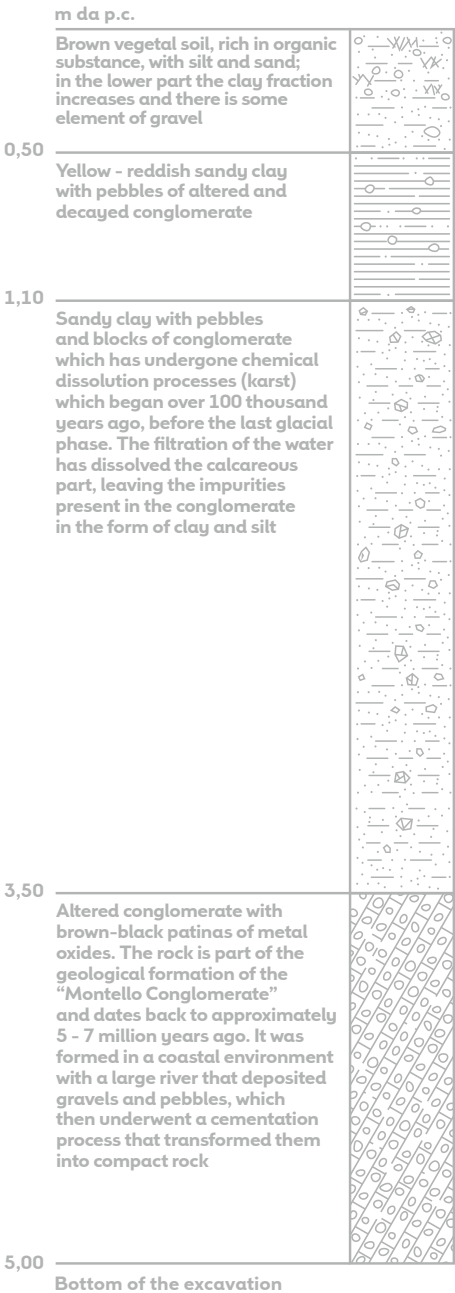 m da p.c.
Brown vegetal soil, rich in organic
substance, with silt and sand;
in the lower part the clay fraction
increases and there is some
element of gravel
0,50
Yellow - reddish sandy clay
with pebbles of altered and
decayed conglomerate
1,10
Sandy clay with pebbles
and blocks of conglomerate
which has undergone chemical
dissolution processes (karst)
which began over 100 thousand
years ago, before the last glacial
phase. The filtration of the water
has dissolved the calcareous
part, leaving the impurities
present in the conglomerate
in the form of clay and silt
3,50
Altered conglomerate with
brown-black patinas of metal
oxides. The rock is part of the
geological formation of the
“Montello Conglomerate”
and dates back to approximately
5 - 7 million years ago. It was
formed in a coastal environment
with a large river that deposited
gravels and pebbles, which
then underwent a cementation
process that transformed them
into compact rock
5,00
Bottom of the excavation